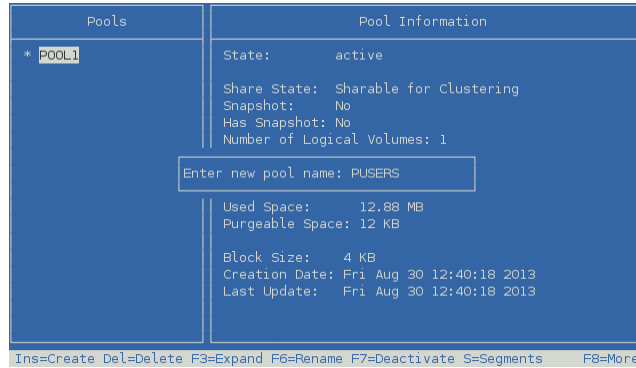 Pools
Pool Information
* POOL1
State: active
Share State: Sharable for Clustering
Snapshot: No
Has Snapshot: No
Number of Logical Volumes: 1
Enter new pool name: PUSERS
Used Space: 12.88 MB
Purgeable Space: 12 KB
Block Size: 4 KB
Creation Date: Fri Aug 30 12:40:18 2013
Last Update: Fri Aug 30 12:40:18 2013
Ins=Create Del=Delete F3=Expand F6=Rename F7=Deactivate S=Segments F8=More